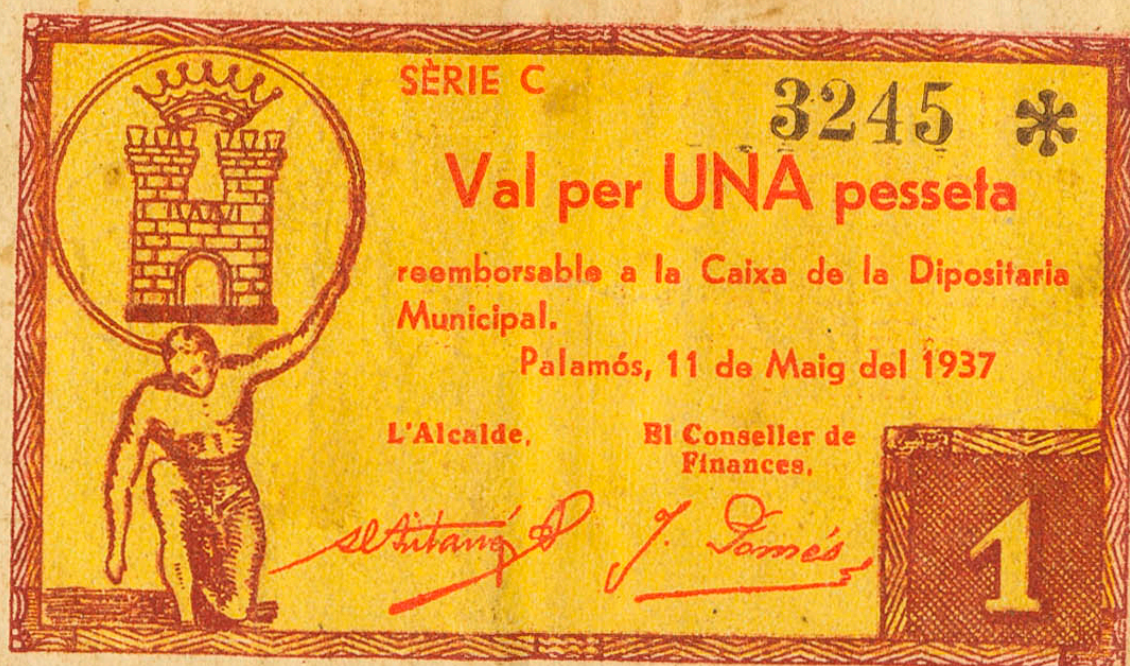 SÈRIE C
3245 *
Val per UNA pesseta
reemborsable a la Caixa de la Dipositaria
Municipal.
Palamós, 11 de Maig del 1937
L'Alcalde,
El Conseller de
Finances,
J. Tomés
1